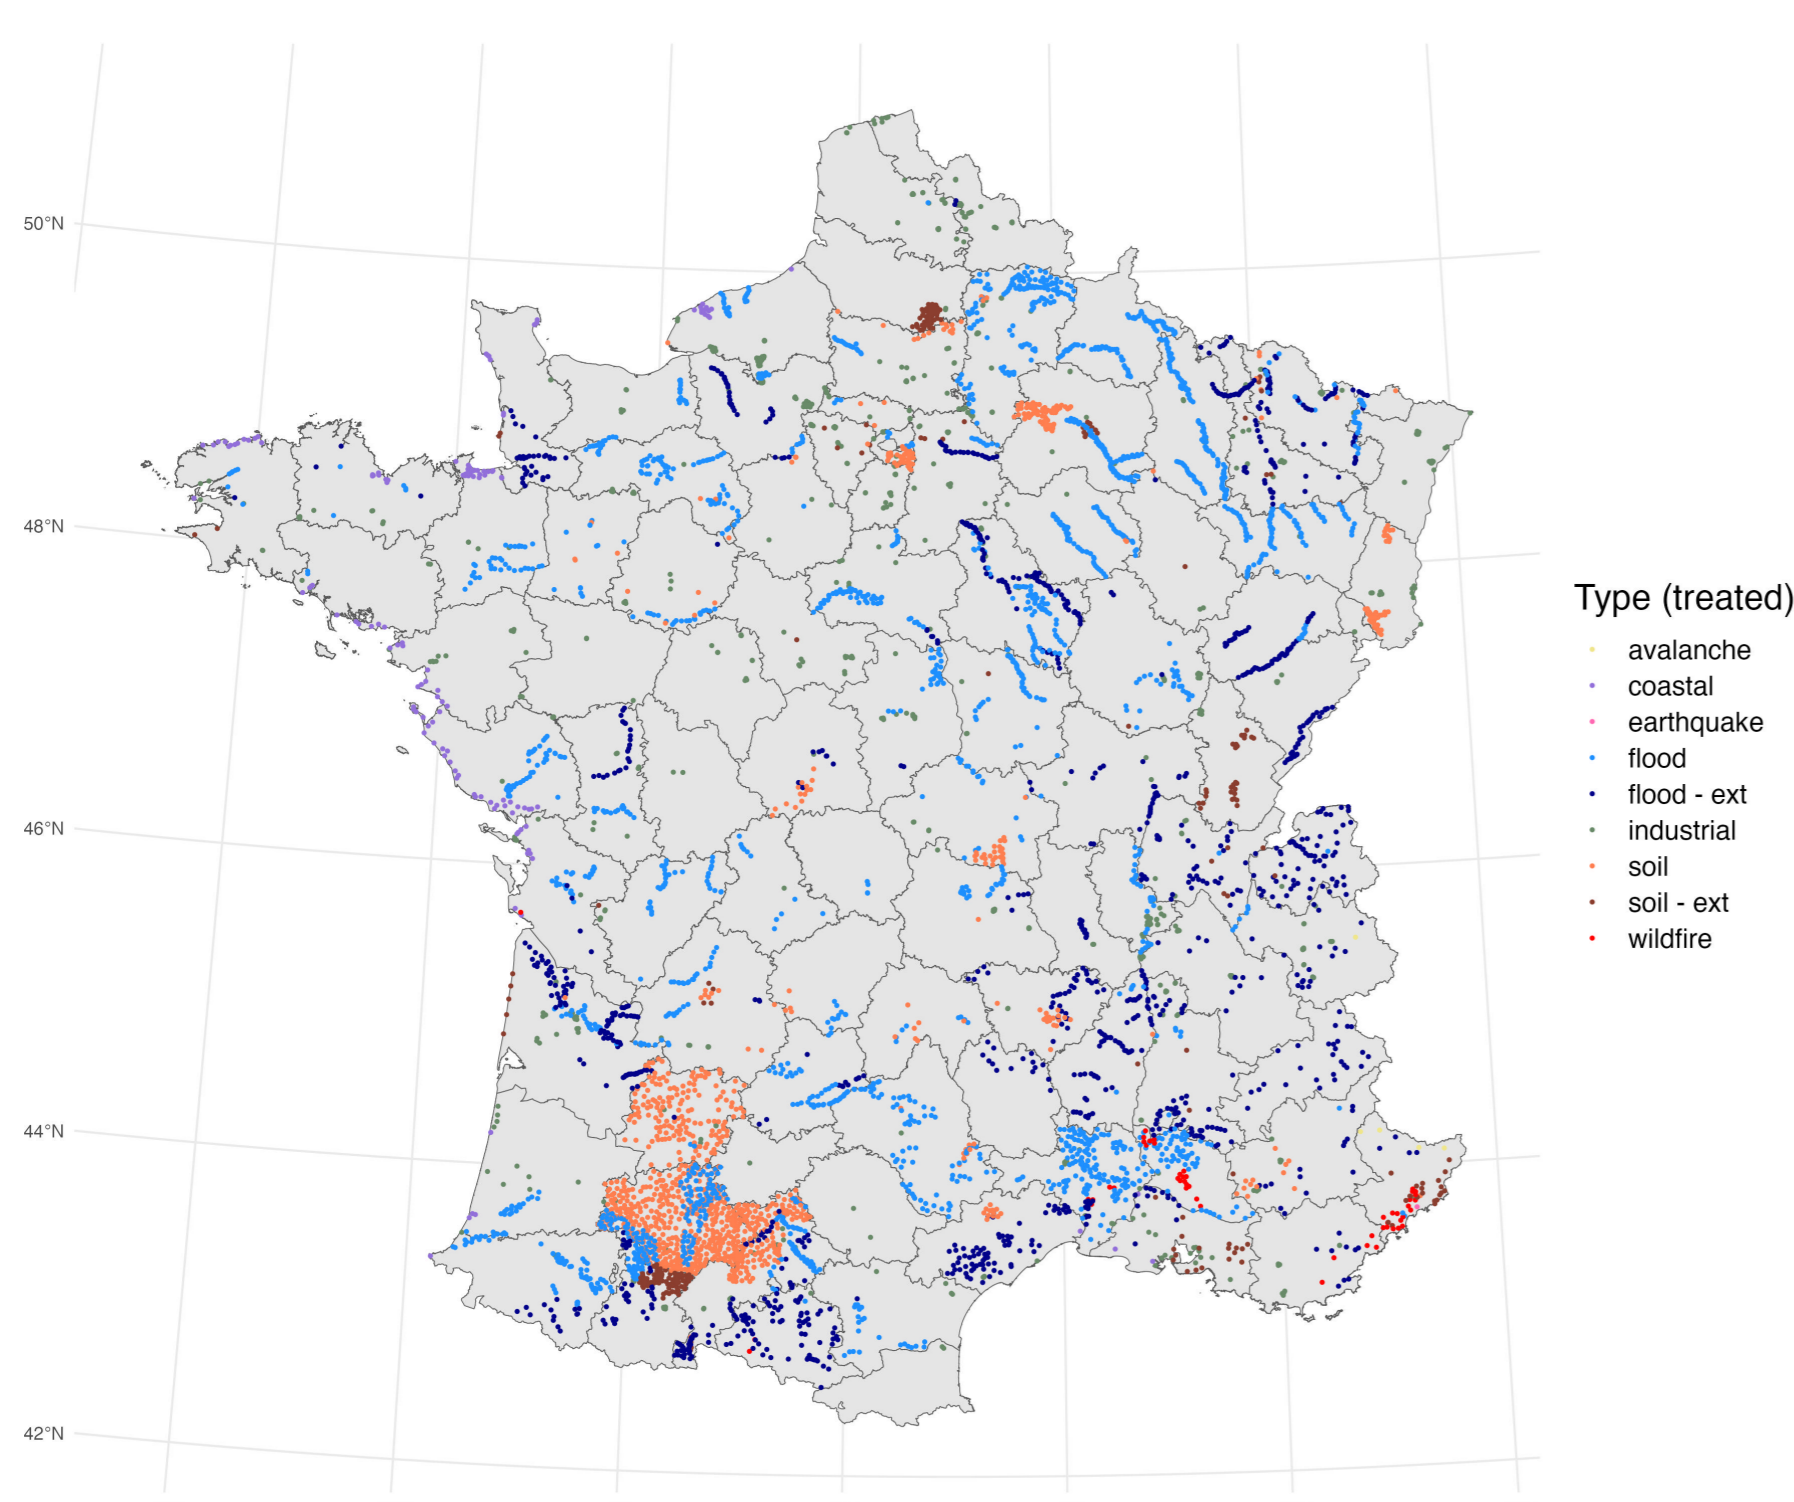 50°N
48°N
46°N
44°N
42°N
Type (treated)
avalanche
coastal
earthquake
flood
flood - ext
industrial
soil
soil - ext
wildfire